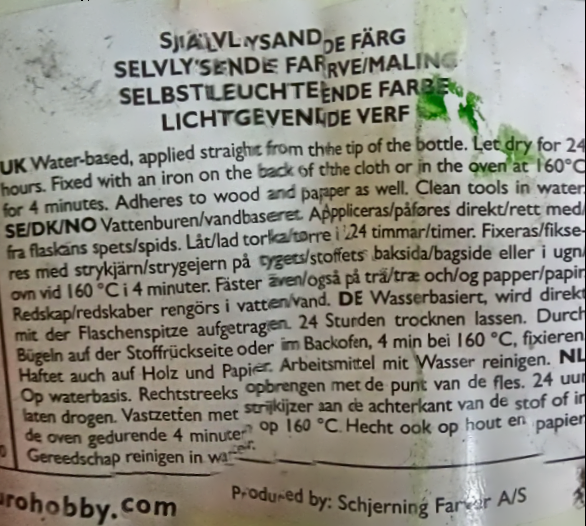 SJÄLVLYSANDE FÄRG
SELVLYSENDE FARVE/MALING
SELBSTLEUCHTENDE FARBE
LICHTGEVENDE VERF
UK Water-based, applied straight from the tip of the bottle. Let dry for 24
hours. Fixed with an iron on the back of the cloth or in the oven at 160°C
for 4 minutes. Adheres to wood and paper as well. Clean tools in water.
SE/DK/NO Vattenburen/vandbaseret. Appliceras/påføres direkt/rett med/
fra flaskans spets/spids. Låt/lad torka/tørre i 24 timmar/timer. Fixeras/fikse-
res med strykjärn/strygejern på tygets/stoffets baksida/bagside eller i ugn/
ovn vid 160 °C i 4 minuter. Fäster även/også på trä/træ och/og papper/papir.
Redskap/redskaber rengörs i vatten/vand. DE Wasserbasiert, wird direkt
mit der Flaschenspitze aufgetragen. 24 Sturden trocknen lassen. Durch
Bügeln auf der Stoffrückseite oder im Backofen, 4 min bei 160 °C, fixieren.
Haftet auch auf Holz und Papier. Arbeitsmittel mit Wasser reinigen. NL
Op waterbasis. Rechtstreeks opbrengen met de punt van de fles. 24 uur
laten drogen. Vastzetten met strijkijzer aan de achterkant van de stof of in
de oven gedurende 4 minuten op 160 °C. Hecht ook op hout en papier.
Gereedschap reinigen in water.
urohobby.com
Produced by: Schjerning Farver A/S